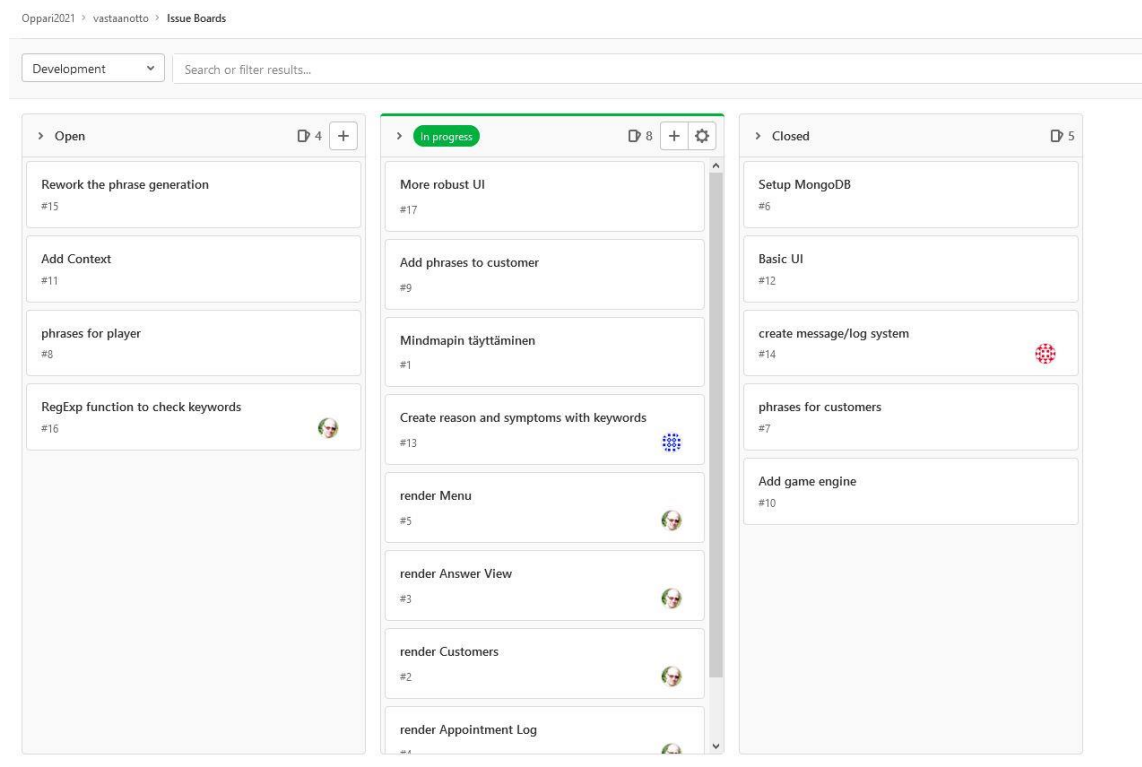 Oppari2021 > vastaanotto > Issue Boards
Development
Search or filter results...
> Open 4 +
Rework the phrase generation
#15
Add Context
#11
phrases for player
#8
RegExp function to check keywords
#16
> In progress 8 +
More robust UI
#17
Add phrases to customer
#9
Mindmapin täyttäminen
#1
Create reason and symptoms with keywords
#13
render Menu
#5
render Answer View
#3
render Customers
#2
render Appointment Log
> Closed 5
Setup MongoDB
#6
Basic UI
#12
create message/log system
#14
phrases for customers
#7
Add game engine
#10